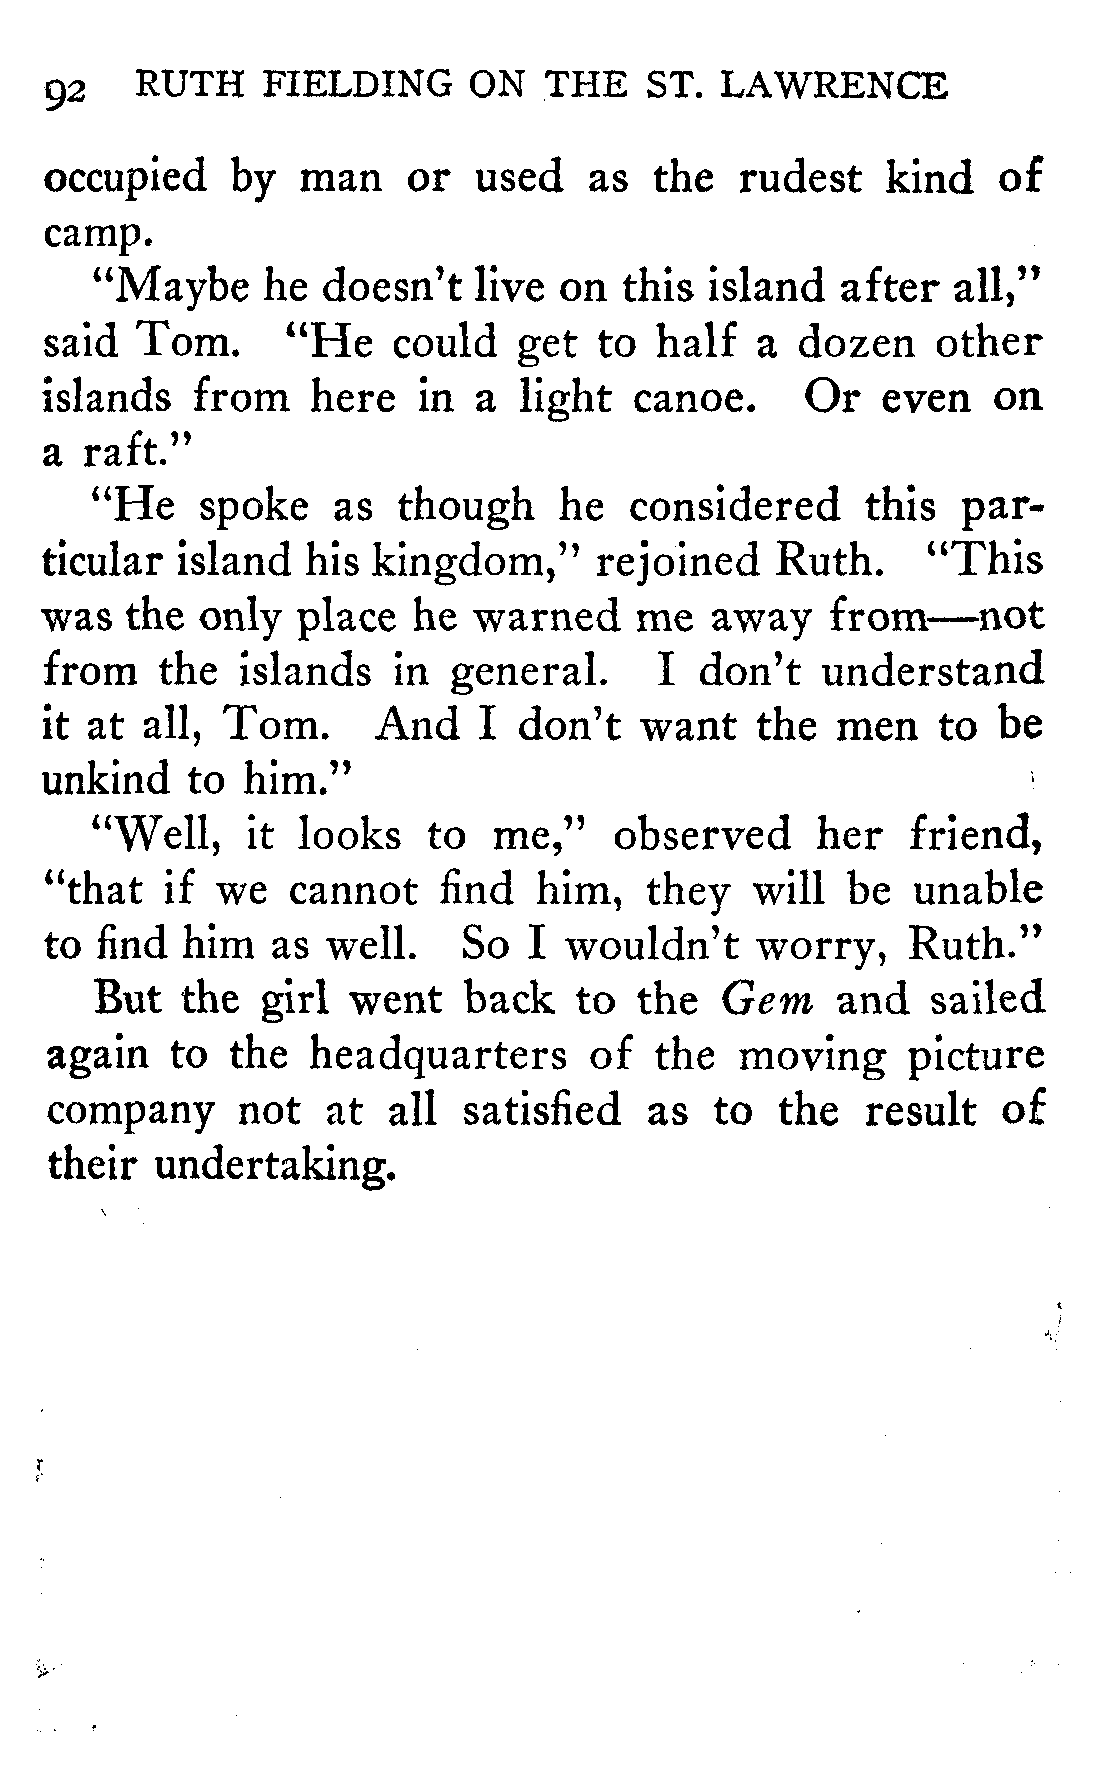 92 RUTH FIELDING ON THE ST. LAWRENCE
occupied by man or used as the rudest kind of
camp.
“Maybe he doesn’t live on this island after all,”
said Tom. “He could get to half a dozen other
islands from here in a light canoe. Or even on
a raft.”
“He spoke as though he considered this par-
ticular island his kingdom,” rejoined Ruth. “This
was the only place he warned me away from—not
from the islands in general. I don’t understand
it at all, Tom. And I don’t want the men to be
unkind to him.”
“Well, it looks to me,” observed her friend,
“that if we cannot find him, they will be unable
to find him as well. So I wouldn’t worry, Ruth.”
But the girl went back to the Gem and sailed
again to the headquarters of the moving picture
company not at all satisfied as to the result of
their undertaking.